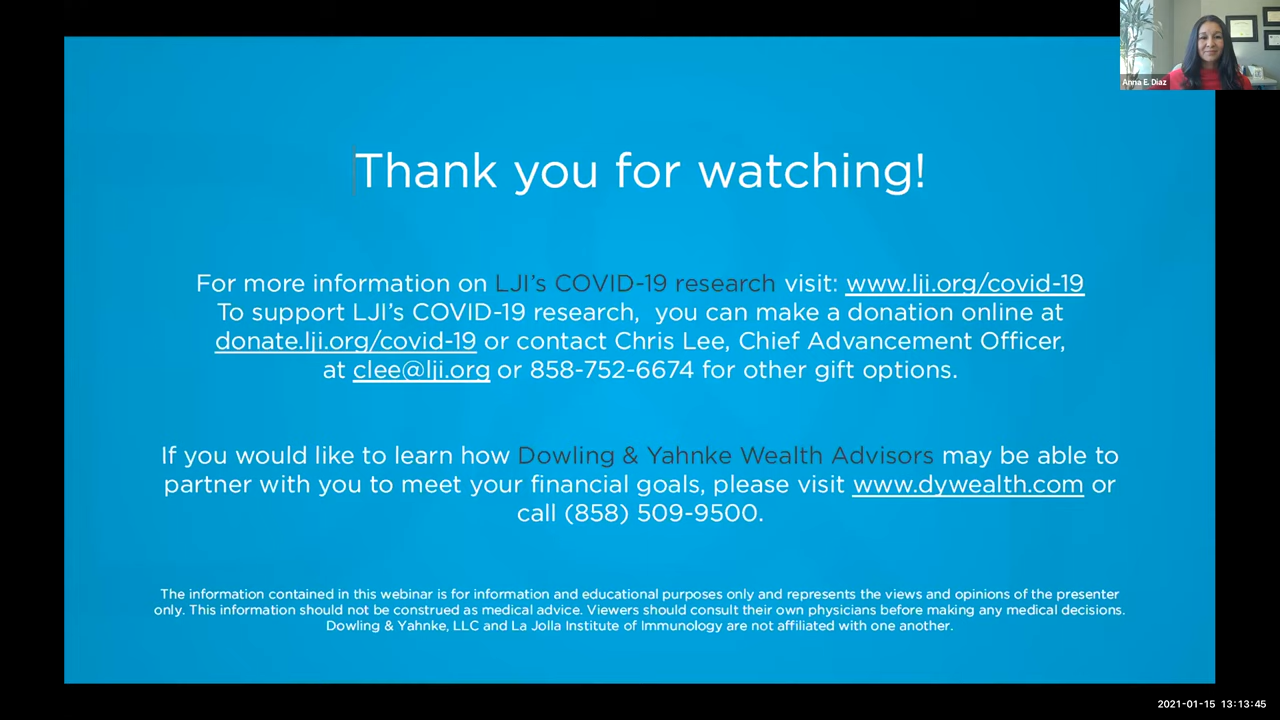 Anna E. Diaz
Thank you for watching!
For more information on LJI's COVID-19 research visit: www.lji.org/covid-19
To support LJI's COVID-19 research,  you can make a donation online at
donate.lji.org/covid-19 or contact Chris Lee, Chief Advancement Officer,
at clee@lji.org or 858-752-6674 for other gift options.
If you would like to learn how Dowling & Yahnke Wealth Advisors may be able to
partner with you to meet your financial goals, please visit www.dywealth.com or
call (858) 509-9500.
The information contained in this webinar is for information and educational purposes only and represents the views and opinions of the presenter
only. This information should not be construed as medical advice. Viewers should consult their own physicians before making any medical decisions.
Dowling & Yahnke, LLC and La Jolla Institute of Immunology are not affiliated with one another.
2021-01-15 13:13:45